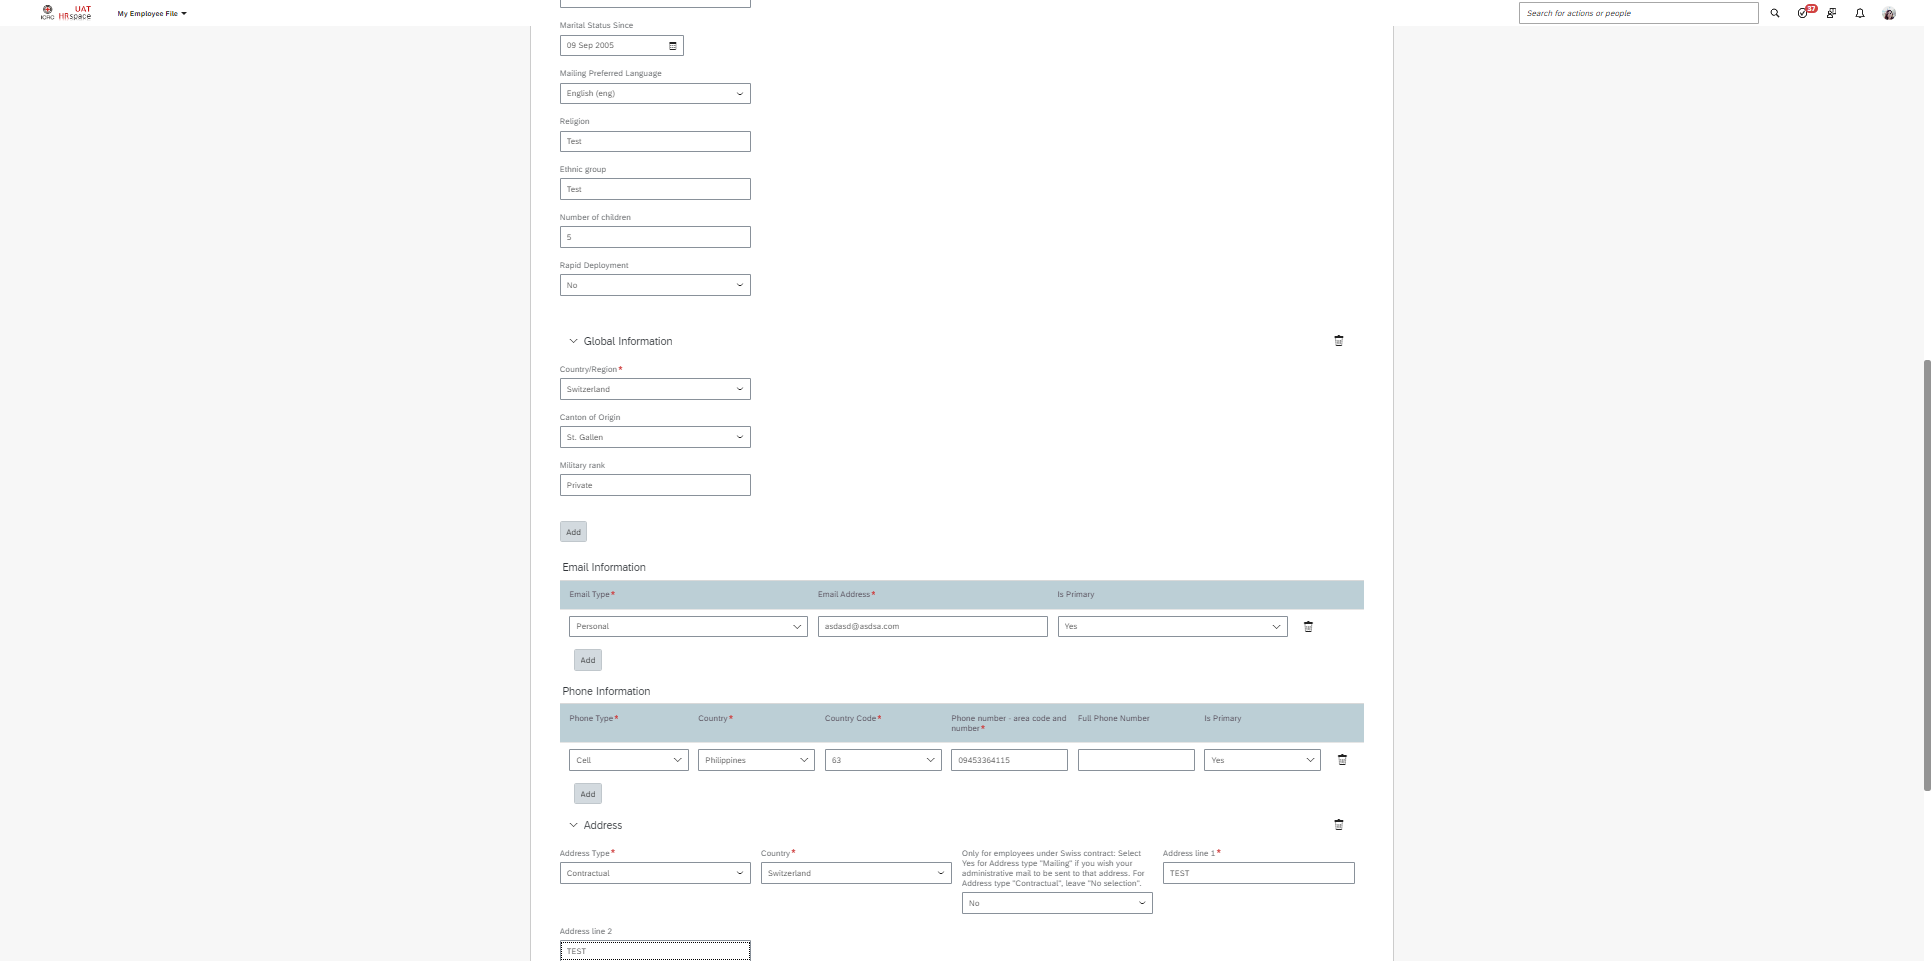 ICRC
UAT
HRspace
My Employee File
Search for actions or people
37
Marital Status Since
09 Sep 2005
Mailing Preferred Language
English (eng)
Religion
Test
Ethnic group
Test
Number of children
5
Rapid Deployment
No
Global Information
Country/Region*
Switzerland
Canton of Origin
St. Gallen
Military rank
Private
Add
Email Information
Email Type* Email Address* Is Primary
Personal asdasd@asdsa.com Yes
Add
Phone Information
Phone Type* Country* Country Code* Phone number - area code and number* Full Phone Number Is Primary
Cell Philippines 63 09453364115 Yes
Add
Address
Address Type*
Contractual
Country*
Switzerland
Only for employees under Swiss contract: Select
Yes for Address type "Mailing" if you wish your
administrative mail to be sent to that address. For
Address type "Contractual", leave "No selection".
No
Address line 1*
TEST
Address line 2
TEST